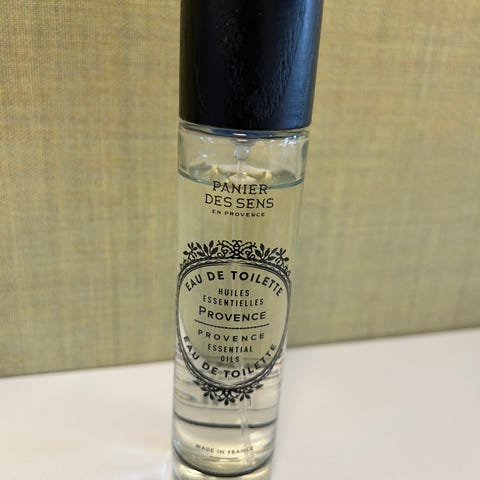 PANIER
DES SENS
EN PROVENCE
EAU DE TOILETTE
HUILES
ESSENTIELLES
PROVENCE
PROVENCE
ESSENTIAL
OILS
EAU DE TOILETTE
MADE IN FRANCE